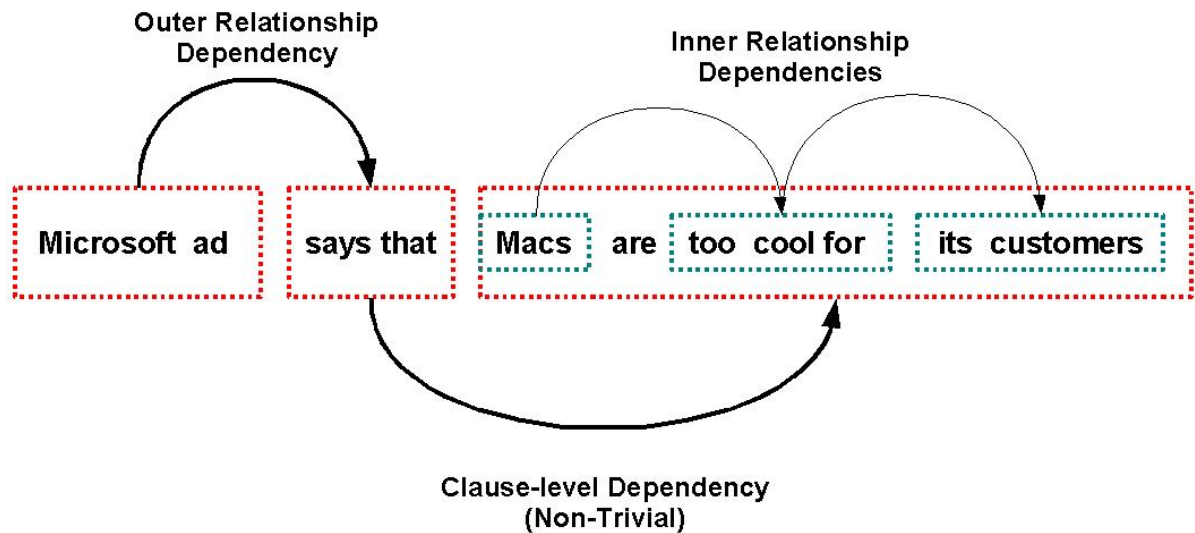 Outer Relationship
Dependency
Inner Relationship
Dependencies
Microsoft ad says that Macs are too cool for its customers
Clause-level Dependency
(Non-Trivial)